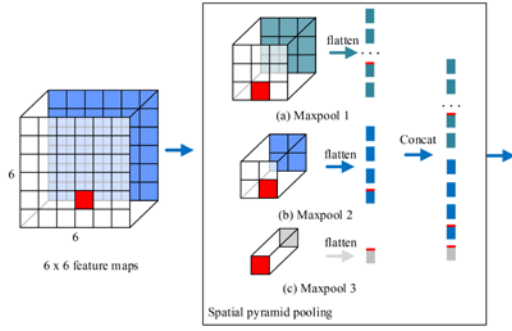 6
6
6 x 6 feature maps
flatten
. . .
(a) Maxpool 1
flatten
(b) Maxpool 2
flatten
(c) Maxpool 3
Concat
. . .
Spatial pyramid pooling